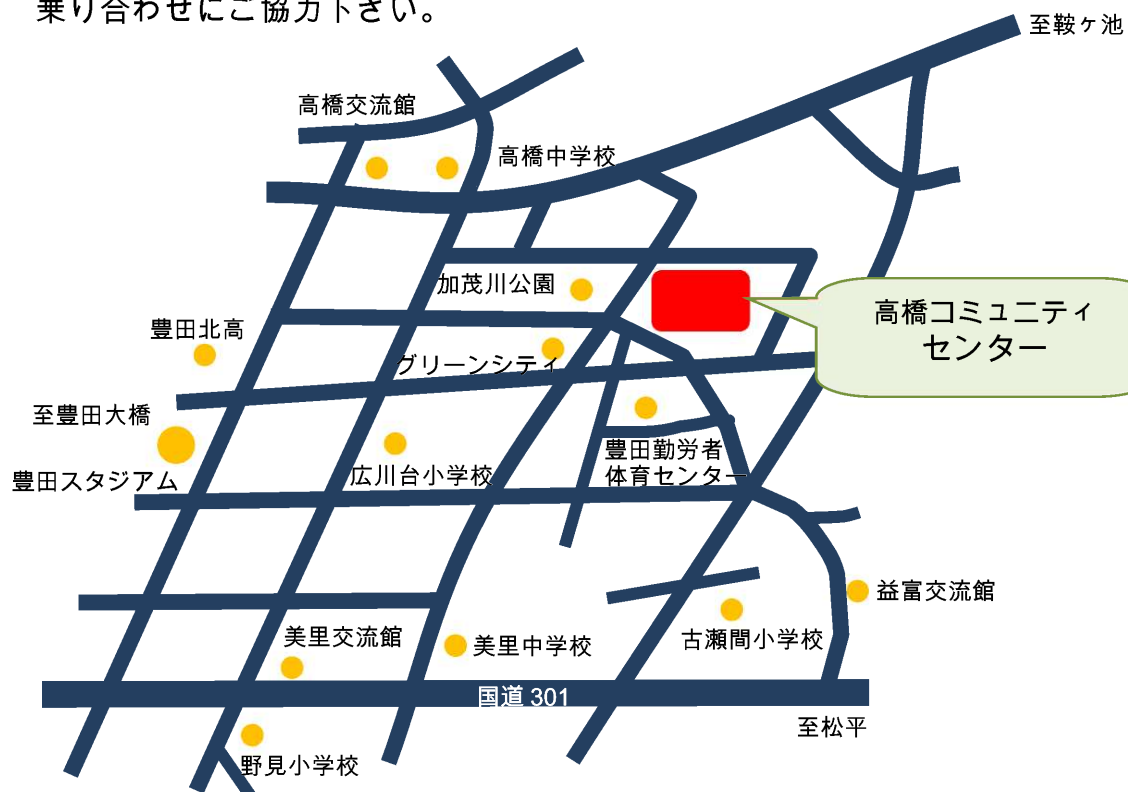 乗り合わせにご協力下さい。
至鞍ヶ池
高橋交流館
高橋中学校
加茂川公園
高橋コミュニティ
センター
豊田北高
グリーンシティ
至豊田大橋
豊田スタジアム
広川台小学校
豊田勤労者
体育センター
益富交流館
美里交流館
美里中学校
古瀬間小学校
国道 301
至松平
野見小学校